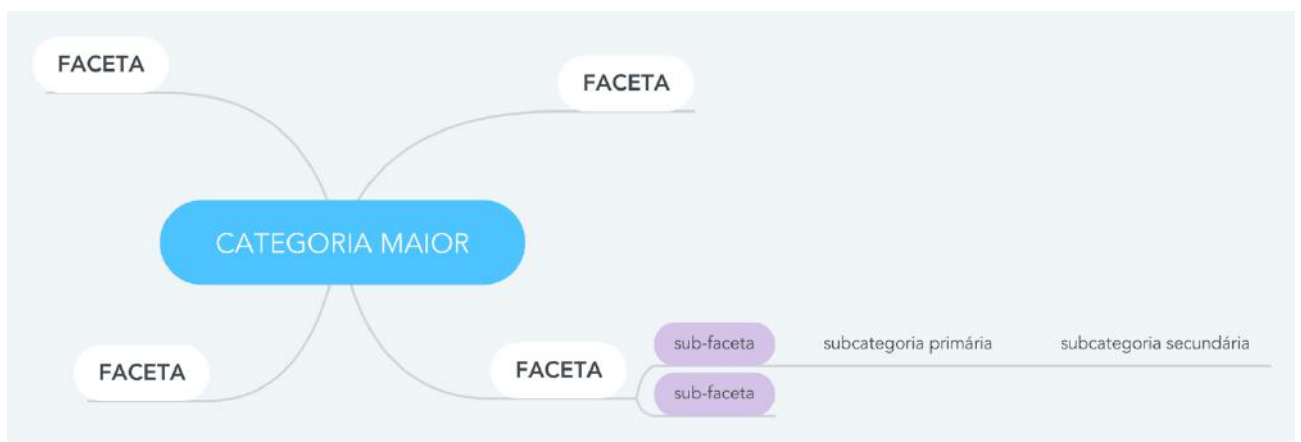 FACETA
FACETA
CATEGORIA MAIOR
FACETA
FACETA
sub-faceta
subcategoria primária
subcategoria secundária
sub-faceta